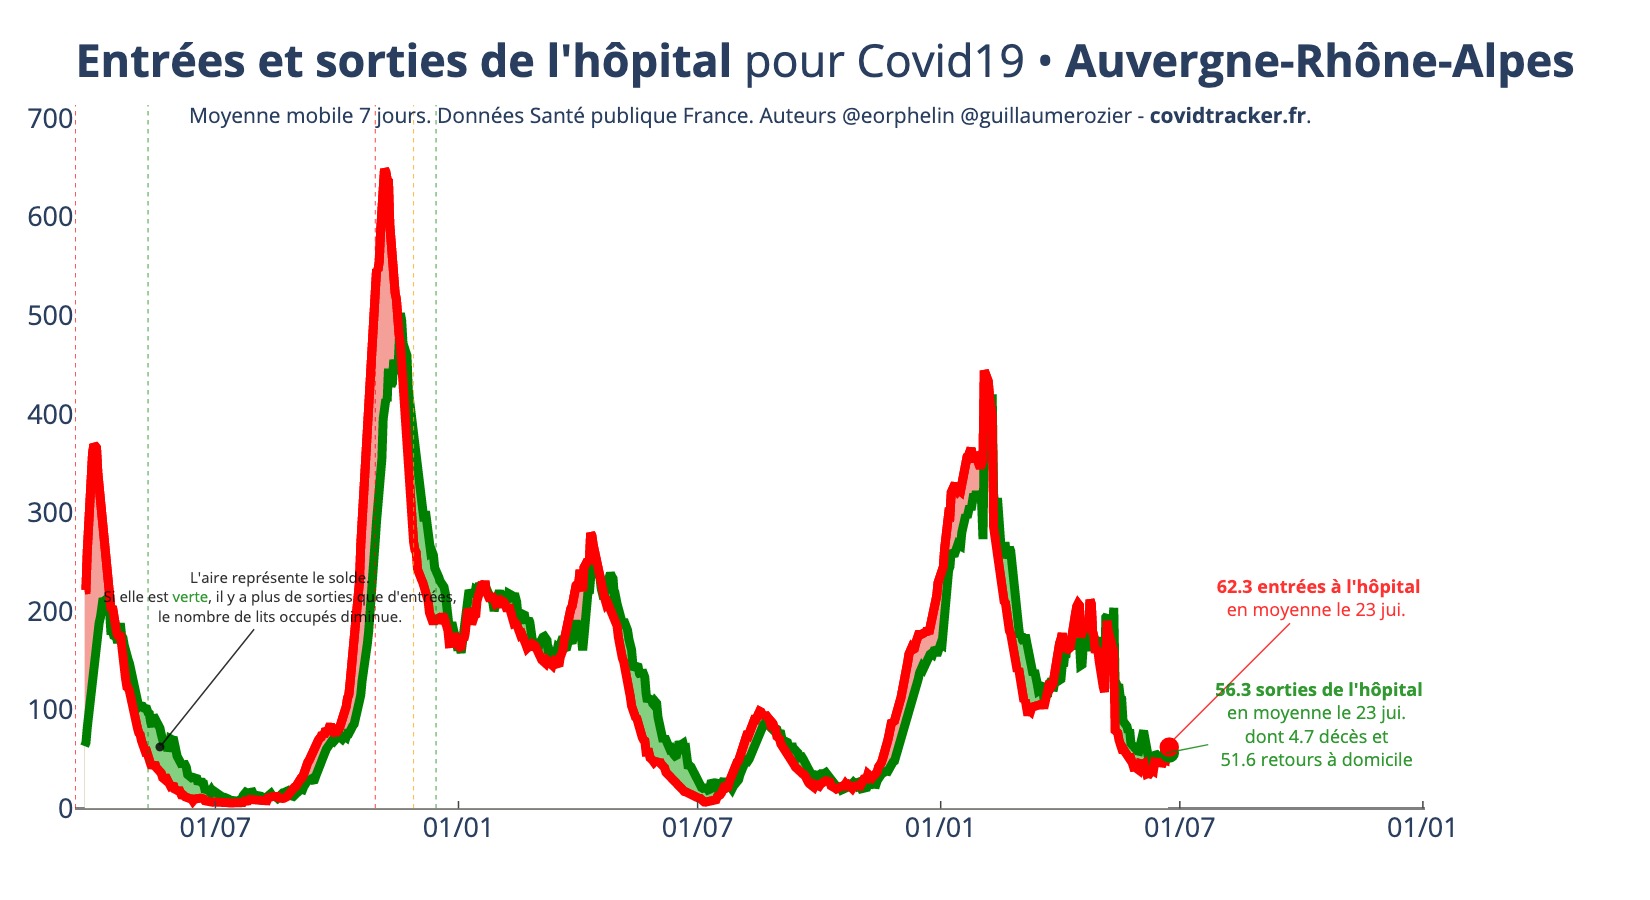 Entrées et sorties de l'hôpital pour Covid19 • Auvergne-Rhône-Alpes
Moyenne mobile 7 jours. Données Santé publique France. Auteurs @eorphelin @guillaumerozier - covidtracker.fr.
700
600
500
400
300
200
100
0
L'aire représente le solde.
Si elle est verte, il y a plus de sorties que d'entrées,
le nombre de lits occupés diminue.
62.3 entrées à l'hôpital
en moyenne le 23 jui.
56.3 sorties de l'hôpital
en moyenne le 23 jui.
dont 4.7 décès et
51.6 retours à domicile
01/07
01/01
01/07
01/01
01/07
01/01